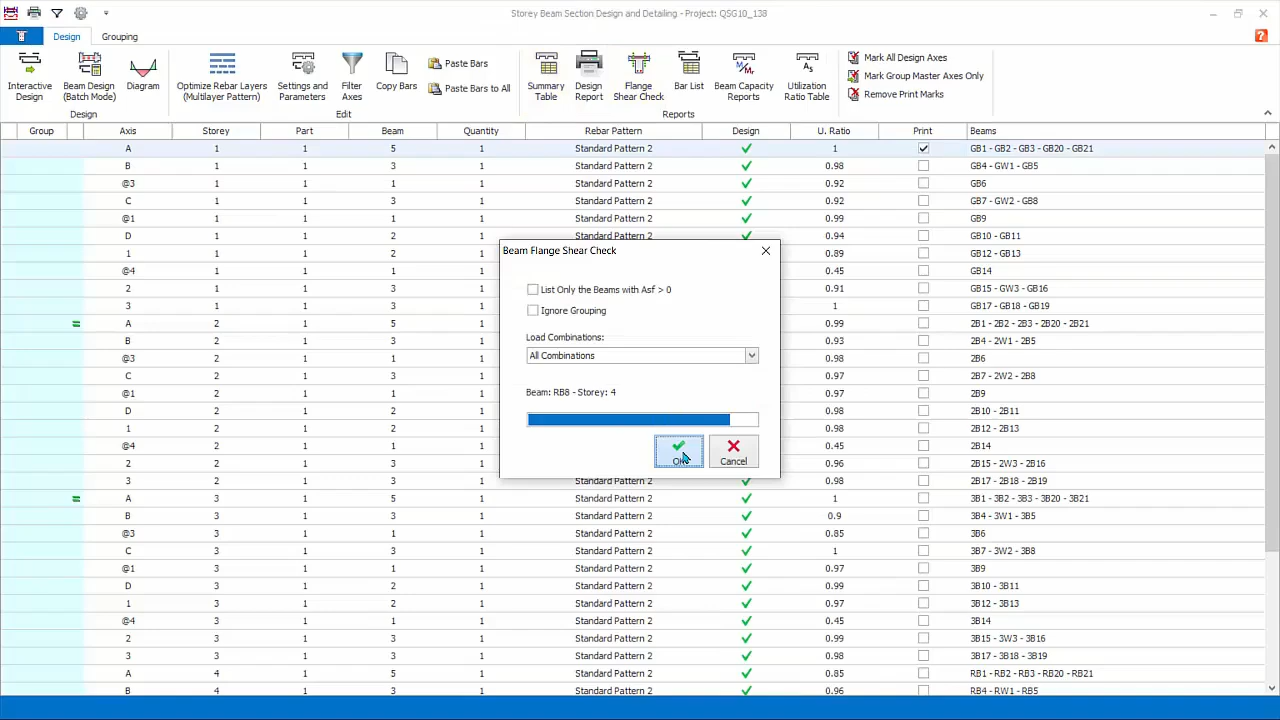 Storey Beam Section Design and Detailing - Project: QSG10_138
Design Grouping
Interactive Design
Beam Design (Batch Mode)
Diagram
Optimize Rebar Layers (Multilayer Pattern)
Settings and Parameters
Filter Axes
Copy Bars
Paste Bars
Paste Bars to All
Summary Table
Design Report
Flange Shear Check
Bar List
Beam Capacity Reports
Utilization Ratio Table
Mark All Design Axes
Mark Group Master Axes Only
Remove Print Marks
Design Edit Reports
Group Axis Storey Part Beam Quantity Rebar Pattern Design U. Ratio Print Beams
A 1 1 5 1 Standard Pattern 2 1 GB1 - GB2 - GB3 - GB20 - GB21
B 1 1 3 1 Standard Pattern 2 0.98 GB4 - GW1 - GB5
@3 1 1 1 1 Standard Pattern 2 0.92 GB6
C 1 1 3 1 Standard Pattern 2 0.92 GB7 - GW2 - GB8
@1 1 1 1 1 Standard Pattern 2 0.99 GB9
D 1 1 2 1 Standard Pattern 2 0.94 GB10 - GB11
1 1 1 2 0.89 GB12 - GB13
@4 1 1 1 1 0.45 GB14
2 1 1 3 1 0.91 GB15 - GW3 - GB16
3 1 1 3 1 1 GB17 - GB18 - GB19
A 2 1 5 1 0.99 2B1 - 2B2 - 2B3 - 2B20 - 2B21
B 2 1 3 1 0.93 2B4 - 2W1 - 2B5
@3 2 1 1 1 0.98 2B6
C 2 1 3 1 0.97 2B7 - 2W2 - 2B8
@1 2 1 1 1 0.97 2B9
D 2 1 2 1 0.98 2B10 - 2B11
1 2 1 2 1 0.98 2B12 - 2B13
@4 2 1 1 1 0.45 2B14
2 2 1 3 1 0.96 2B15 - 2W3 - 2B16
3 2 1 3 1 Standard Pattern 2 0.98 2B17 - 2B18 - 2B19
A 3 1 5 1 Standard Pattern 2 1 3B1 - 3B2 - 3B3 - 3B20 - 3B21
B 3 1 3 1 Standard Pattern 2 0.9 3B4 - 3W1 - 3B5
@3 3 1 1 1 Standard Pattern 2 0.85 3B6
C 3 1 3 1 Standard Pattern 2 1 3B7 - 3W2 - 3B8
@1 3 1 1 1 Standard Pattern 2 0.97 3B9
D 3 1 2 1 Standard Pattern 2 0.99 3B10 - 3B11
1 3 1 2 1 Standard Pattern 2 0.97 3B12 - 3B13
@4 3 1 1 1 Standard Pattern 2 0.45 3B14
2 3 1 3 1 Standard Pattern 2 0.99 3B15 - 3W3 - 3B16
3 3 1 3 1 Standard Pattern 2 0.98 3B17 - 3B18 - 3B19
A 4 1 5 1 Standard Pattern 2 0.85 RB1 - RB2 - RB3 - RB20 - RB21
B 4 1 3 1 Standard Pattern 2 0.96 RB4 - RW1 - RB5
Beam Flange Shear Check
List Only the Beams with Asf > 0
Ignore Grouping
Load Combinations:
All Combinations
Beam: RB8 - Storey: 4
OK Cancel